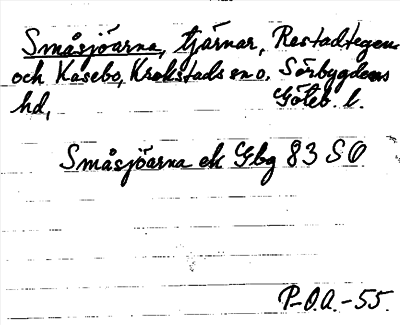 Småsjöarna, tjärnar, Restadtegen
och Kasebo, Krokstads sn o. Sörbygdens
hd, Göteb. l.
Småsjöarna ek Gbg 83 SO
P-O.A.-55.